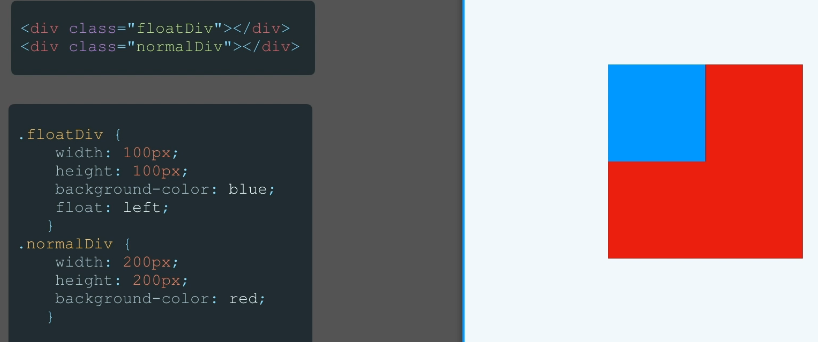 <div class="floatDiv"></div>
<div class="normalDiv"></div>
.floatDiv {
width: 100px;
height: 100px;
background-color: blue;
float: left;
}
.normalDiv {
width: 200px;
height: 200px;
background-color: red;
}